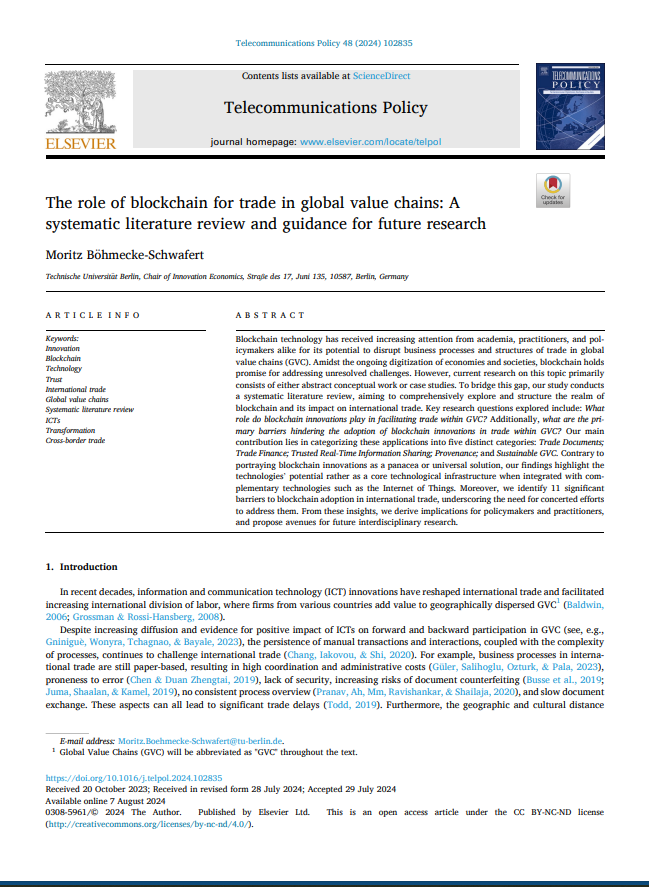 Telecommunications Policy 48 (2024) 102835
Contents lists available at ScienceDirect
Telecommunications Policy
journal homepage: www.elsevier.com/locate/telpol
ELSEVIER
TELECOMMUNICATIONS
POLICY
Check for
updates
The role of blockchain for trade in global value chains: A
systematic literature review and guidance for future research
Moritz Böhmecke-Schwafert
Technische Universität Berlin, Chair of Innovation Economics, Straße des 17, Juni 135, 10587, Berlin, Germany
ARTICLE INFO
Keywords:
Innovation
Blockchain
Technology
Trust
International trade
Global value chains
Systematic literature review
ICTs
Transformation
Cross-border trade
ABSTRACT
Blockchain technology has received increasing attention from academia, practitioners, and pol-
icymakers alike for its potential to disrupt business processes and structures of trade in global
value chains (GVC). Amidst the ongoing digitization of economies and societies, blockchain holds
promise for addressing unresolved challenges. However, current research on this topic primarily
consists of either abstract conceptual work or case studies. To bridge this gap, our study conducts
a systematic literature review, aiming to comprehensively explore and structure the realm of
blockchain and its impact on international trade. Key research questions explored include: What
role do blockchain innovations play in facilitating trade within GVC? Additionally, what are the pri-
mary barriers hindering the adoption of blockchain innovations in trade within GVC? Our main
contribution lies in categorizing these applications into five distinct categories: Trade Documents;
Trade Finance; Trusted Real-Time Information Sharing; Provenance; and Sustainable GVC. Contrary to
portraying blockchain innovations as a panacea or universal solution, our findings highlight the
technologies' potential rather as a core technological infrastructure when integrated with com-
plementary technologies such as the Internet of Things. Moreover, we identify 11 significant
barriers to blockchain adoption in international trade, underscoring the need for concerted efforts
to address them. From these insights, we derive implications for policymakers and practitioners,
and propose avenues for future interdisciplinary research.
1. Introduction
In recent decades, information and communication technology (ICT) innovations have reshaped international trade and facilitated
increasing international division of labor, where firms from various countries add value to geographically dispersed GVC1 (Baldwin,
2006; Grossman & Rossi-Hansberg, 2008).
Despite increasing diffusion and evidence for positive impact of ICTs on forward and backward participation in GVC (see, e.g.,
Gniniguè, Wonyra, Tchagnao, & Bayale, 2023), the persistence of manual transactions and interactions, coupled with the complexity
of processes, continues to challenge international trade (Chang, Iakovou, & Shi, 2020). For example, business processes in interna-
tional trade are still paper-based, resulting in high coordination and administrative costs (Güler, Salihoglu, Ozturk, & Pala, 2023),
proneness to error (Chen & Duan Zhengtai, 2019), lack of security, increasing risks of document counterfeiting (Busse et al., 2019;
Juma, Shaalan, & Kamel, 2019), no consistent process overview (Pranav, Ah, Mm, Ravishankar, & Shailaja, 2020), and slow document
exchange. These aspects can all lead to significant trade delays (Todd, 2019). Furthermore, the geographic and cultural distance
E-mail address: Moritz.Boehmecke-Schwafert@tu-berlin.de.
1 Global Value Chains (GVC) will be abbreviated as "GVC" throughout the text.
https://doi.org/10.1016/j.telpol.2024.102835
Received 20 October 2023; Received in revised form 28 July 2024; Accepted 29 July 2024
Available online 7 August 2024
0308-5961/© 2024 The Author. Published by Elsevier Ltd. This is an open access article under the CC BY-NC-ND license
(http://creativecommons.org/licenses/by-nc-nd/4.0/).